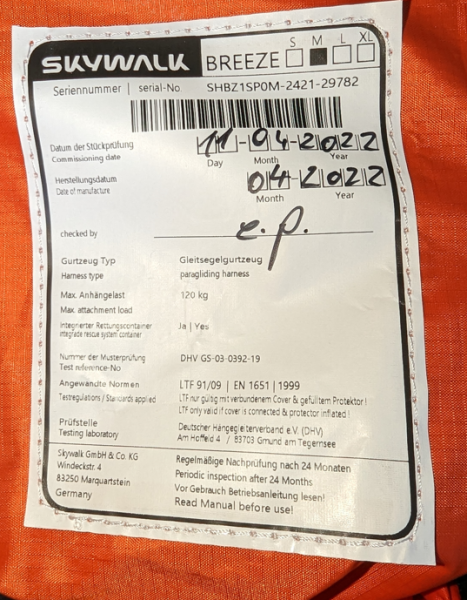 SKYWALK BREEZE S M L XL
Seriennummer | serial-No. SHBZ1SP0M-2421-29782
Datum der Stückprüfung 11-04-2022
Commissioning date Day Month Year
Herstellungsdatum 04-2022
Date of manufacture Month Year
checked by e.p.
Gurtzeug Typ Gleitsegelgurtzeug
Harness type paragliding harness
Max. Anhängelast 120 kg
Max. attachment load
Integrierter Rettungscontainer Ja | Yes
integrade rescue system container
Nummer der Musterprüfung DHV GS-03-0392-19
Test reference-No
Angewandte Normen LTF 91/09 | EN 1651 | 1999
Testregulations / Standards applied LTF nur gültig mit verbundenem Cover & gefülltem Protektor !
LTF only valid if cover is connected & protector inflated !
Prüfstelle Deutscher Hängegleiterverband e.V. (DHV)
Testing laboratory Am Hoffeld 4 / 83703 Gmund am Tegernsee
Skywalk GmbH & Co. KG Regelmäßige Nachprüfung nach 24 Monaten
Windeckstr. 4 Periodic inspection after 24 Months
83250 Marquartstein Vor Gebrauch Betriebsanleitung lesen!
Germany Read Manual before use!